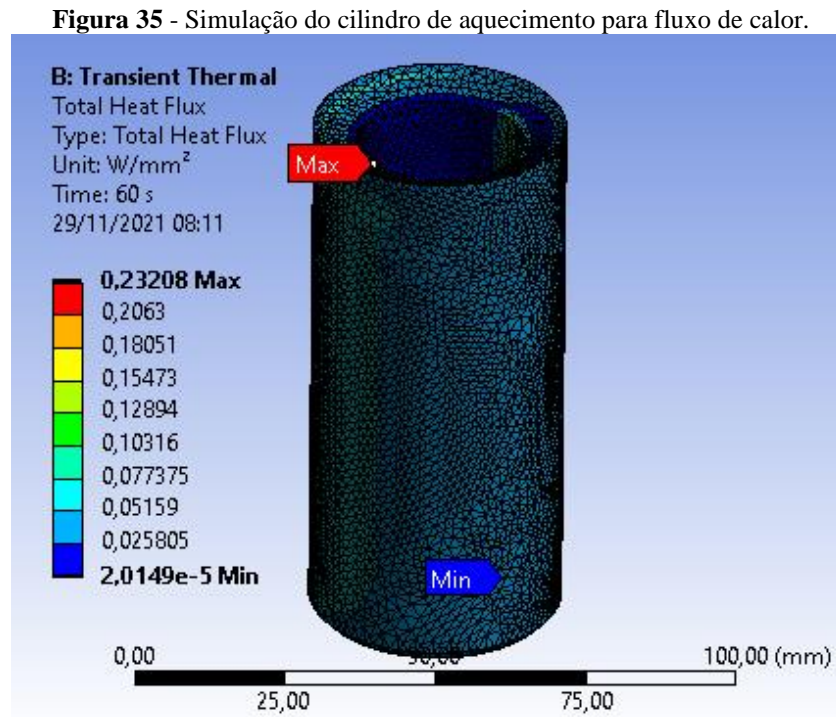 Figura 35 - Simulação do cilindro de aquecimento para fluxo de calor.
B: Transient Thermal
Total Heat Flux
Type: Total Heat Flux
Unit: W/mm²
Time: 60 s
29/11/2021 08:11
Max
0,23208 Max
0,2063
0,18051
0,15473
0,12894
0,10316
0,077375
0,05159
0,025805
2,0149e-5 Min
Min
0,00
100,00 (mm)
25,00
75,00